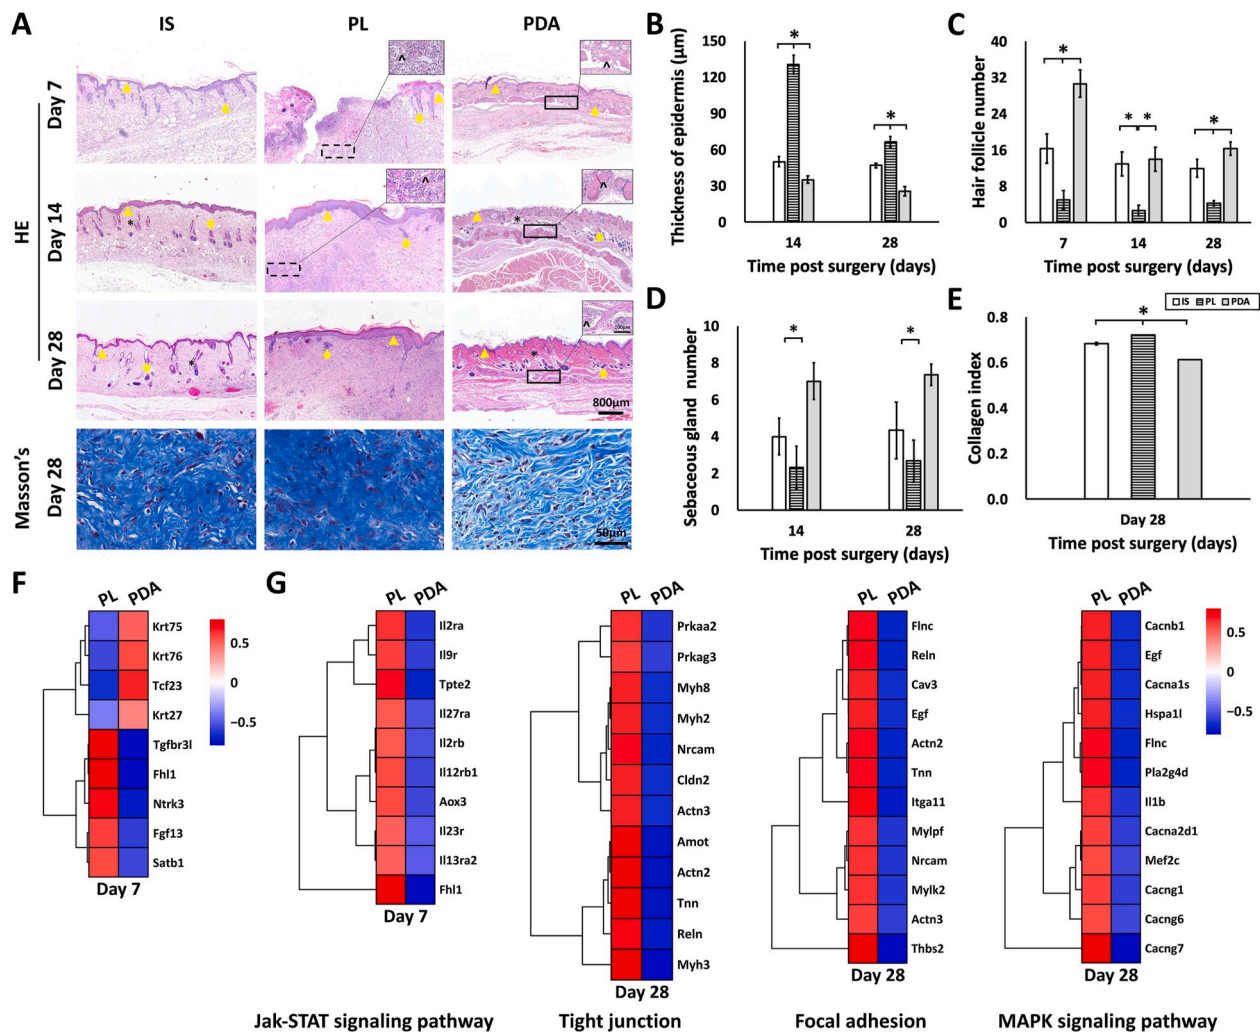 A
IS
PL
PDA
HE
Day 7
^
^
Day 14
*
^
*
^
Day 28
*
*
^
100μm
800μm
Masson's
Day 28
50μm
B
Thickness of epidermis (μm)
150
120
90
60
30
0
*
*
14
28
Time post surgery (days)
C
Hair follicle number
40
32
24
16
8
0
*
* *
*
7
14
28
Time post surgery (days)
D
Sebaceous gland number
10
8
6
4
2
0
*
*
14
28
Time post surgery (days)
E
IS PL PDA
Collagen index
0.8
0.6
0.4
0.2
0.0
*
Day 28
Time post surgery (days)
F
PL PDA
Krt75
Krt76
Tcf23
Krt27
Tgfbr3l
Fhl1
Ntrk3
Fgf13
Satb1
Day 7
0.5
0
−0.5
G
PL PDA
Il2ra
Il9r
Tpte2
Il27ra
Il2rb
Il12rb1
Aox3
Il23r
Il13ra2
Fhl1
Day 7
Jak-STAT signaling pathway
PL PDA
Prkaa2
Prkag3
Myh8
Myh2
Nrcam
Cldn2
Actn3
Amot
Actn2
Tnn
Reln
Myh3
Day 28
Tight junction
PL PDA
Flnc
Reln
Cav3
Egf
Actn2
Tnn
Itga11
Mylpf
Nrcam
Mylk2
Actn3
Thbs2
Day 28
Focal adhesion
PL PDA
Cacnb1
Egf
Cacna1s
Hspa1l
Flnc
Pla2g4d
Il1b
Cacna2d1
Mef2c
Cacng1
Cacng6
Cacng7
Day 28
MAPK signaling pathway
0.5
0
−0.5